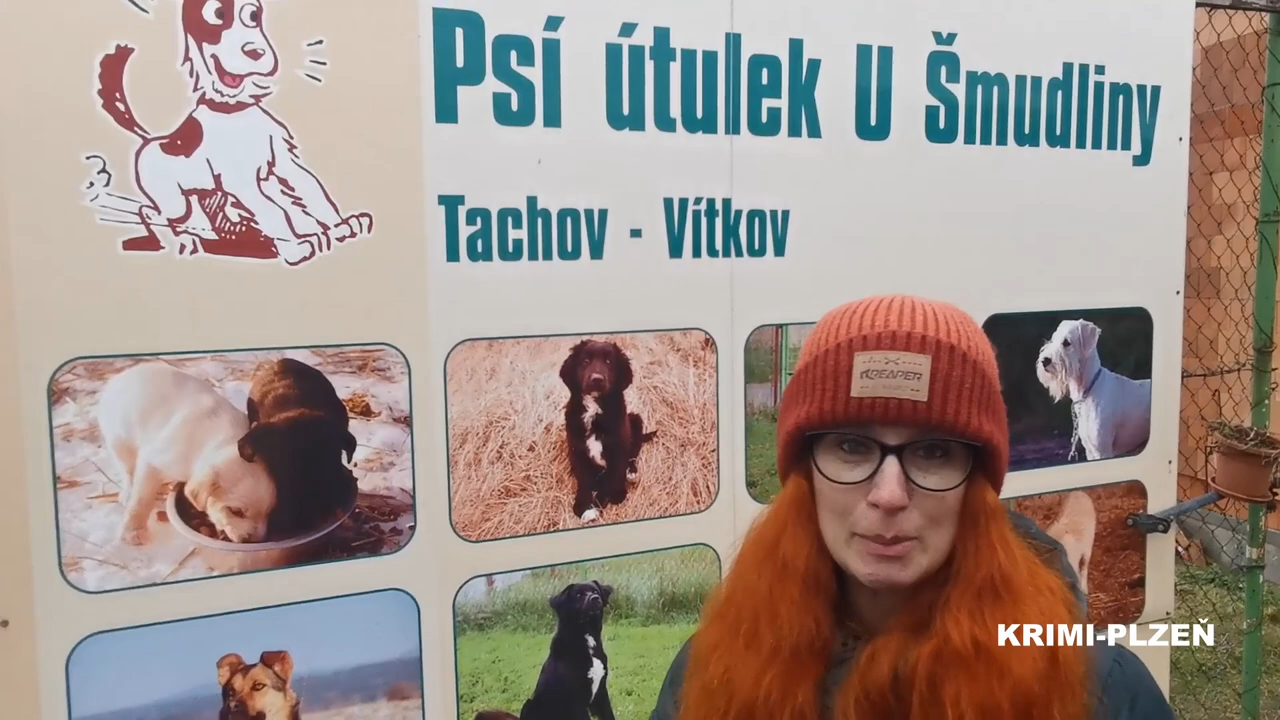 Psí útulek U Šmudliny
Tachov - Vítkov
REAPER
KRIMI-PLZEŇ